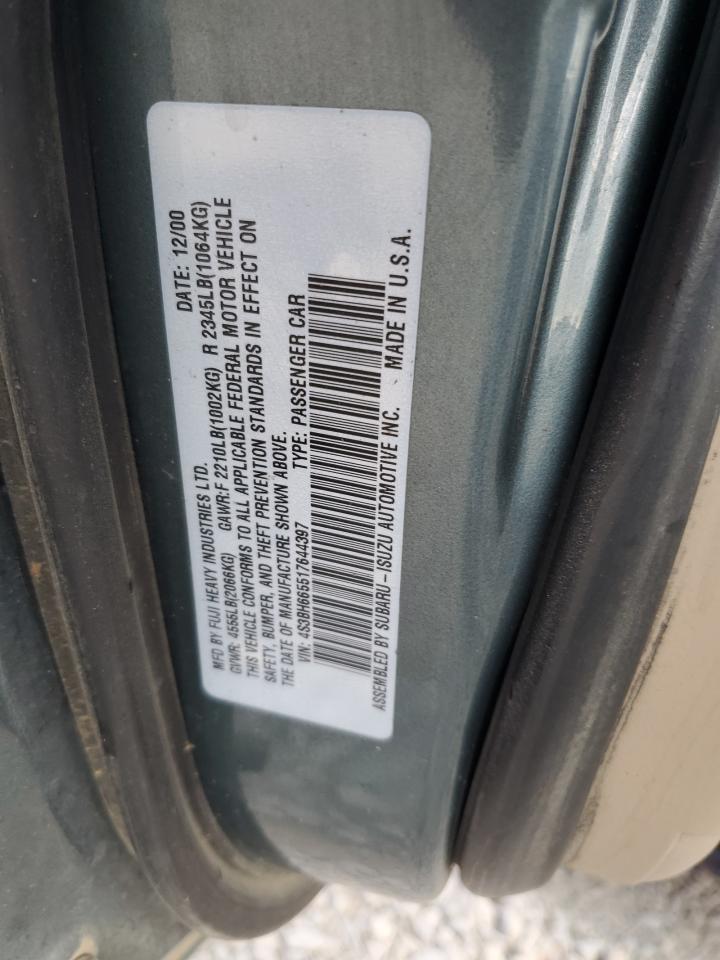 MFD BY FUJI HEAVY INDUSTRIES LTD. DATE: 12/00
GVWR: 4555LB(2066KG) GAWR:F 2210LB(1002KG) R 2345LB(1064KG)
THIS VEHICLE CONFORMS TO ALL APPLICABLE FEDERAL MOTOR VEHICLE
SAFETY, BUMPER, AND THEFT PREVENTION STANDARDS IN EFFECT ON
THE DATE OF MANUFACTURE SHOWN ABOVE.
VIN: 4S3BH665517644397 TYPE: PASSENGER CAR
ASSEMBLED BY SUBARU-ISUZU AUTOMOTIVE INC. MADE IN U.S.A.